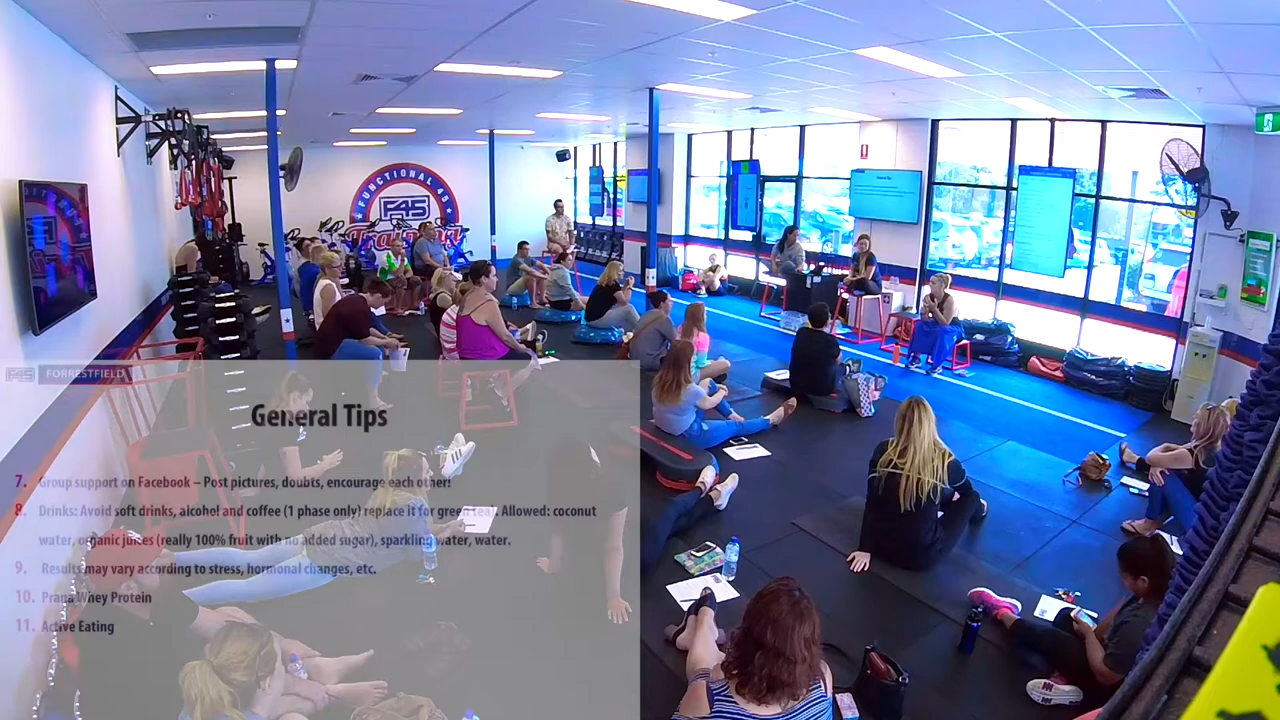 FUNCTIONAL 45
F45
Training
F45 FORRESTFIELD
General Tips
7. Group support on Facebook – Post pictures, doubts, encourage each other!
8. Drinks: Avoid soft drinks, alcohol and coffee (1 phase only) replace it for green tea). Allowed: coconut
water, organic juices (really 100% fruit with no added sugar), sparkling water, water.
9. Results may vary according to stress, hormonal changes, etc.
10. Prana Whey Protein
11. Active Eating